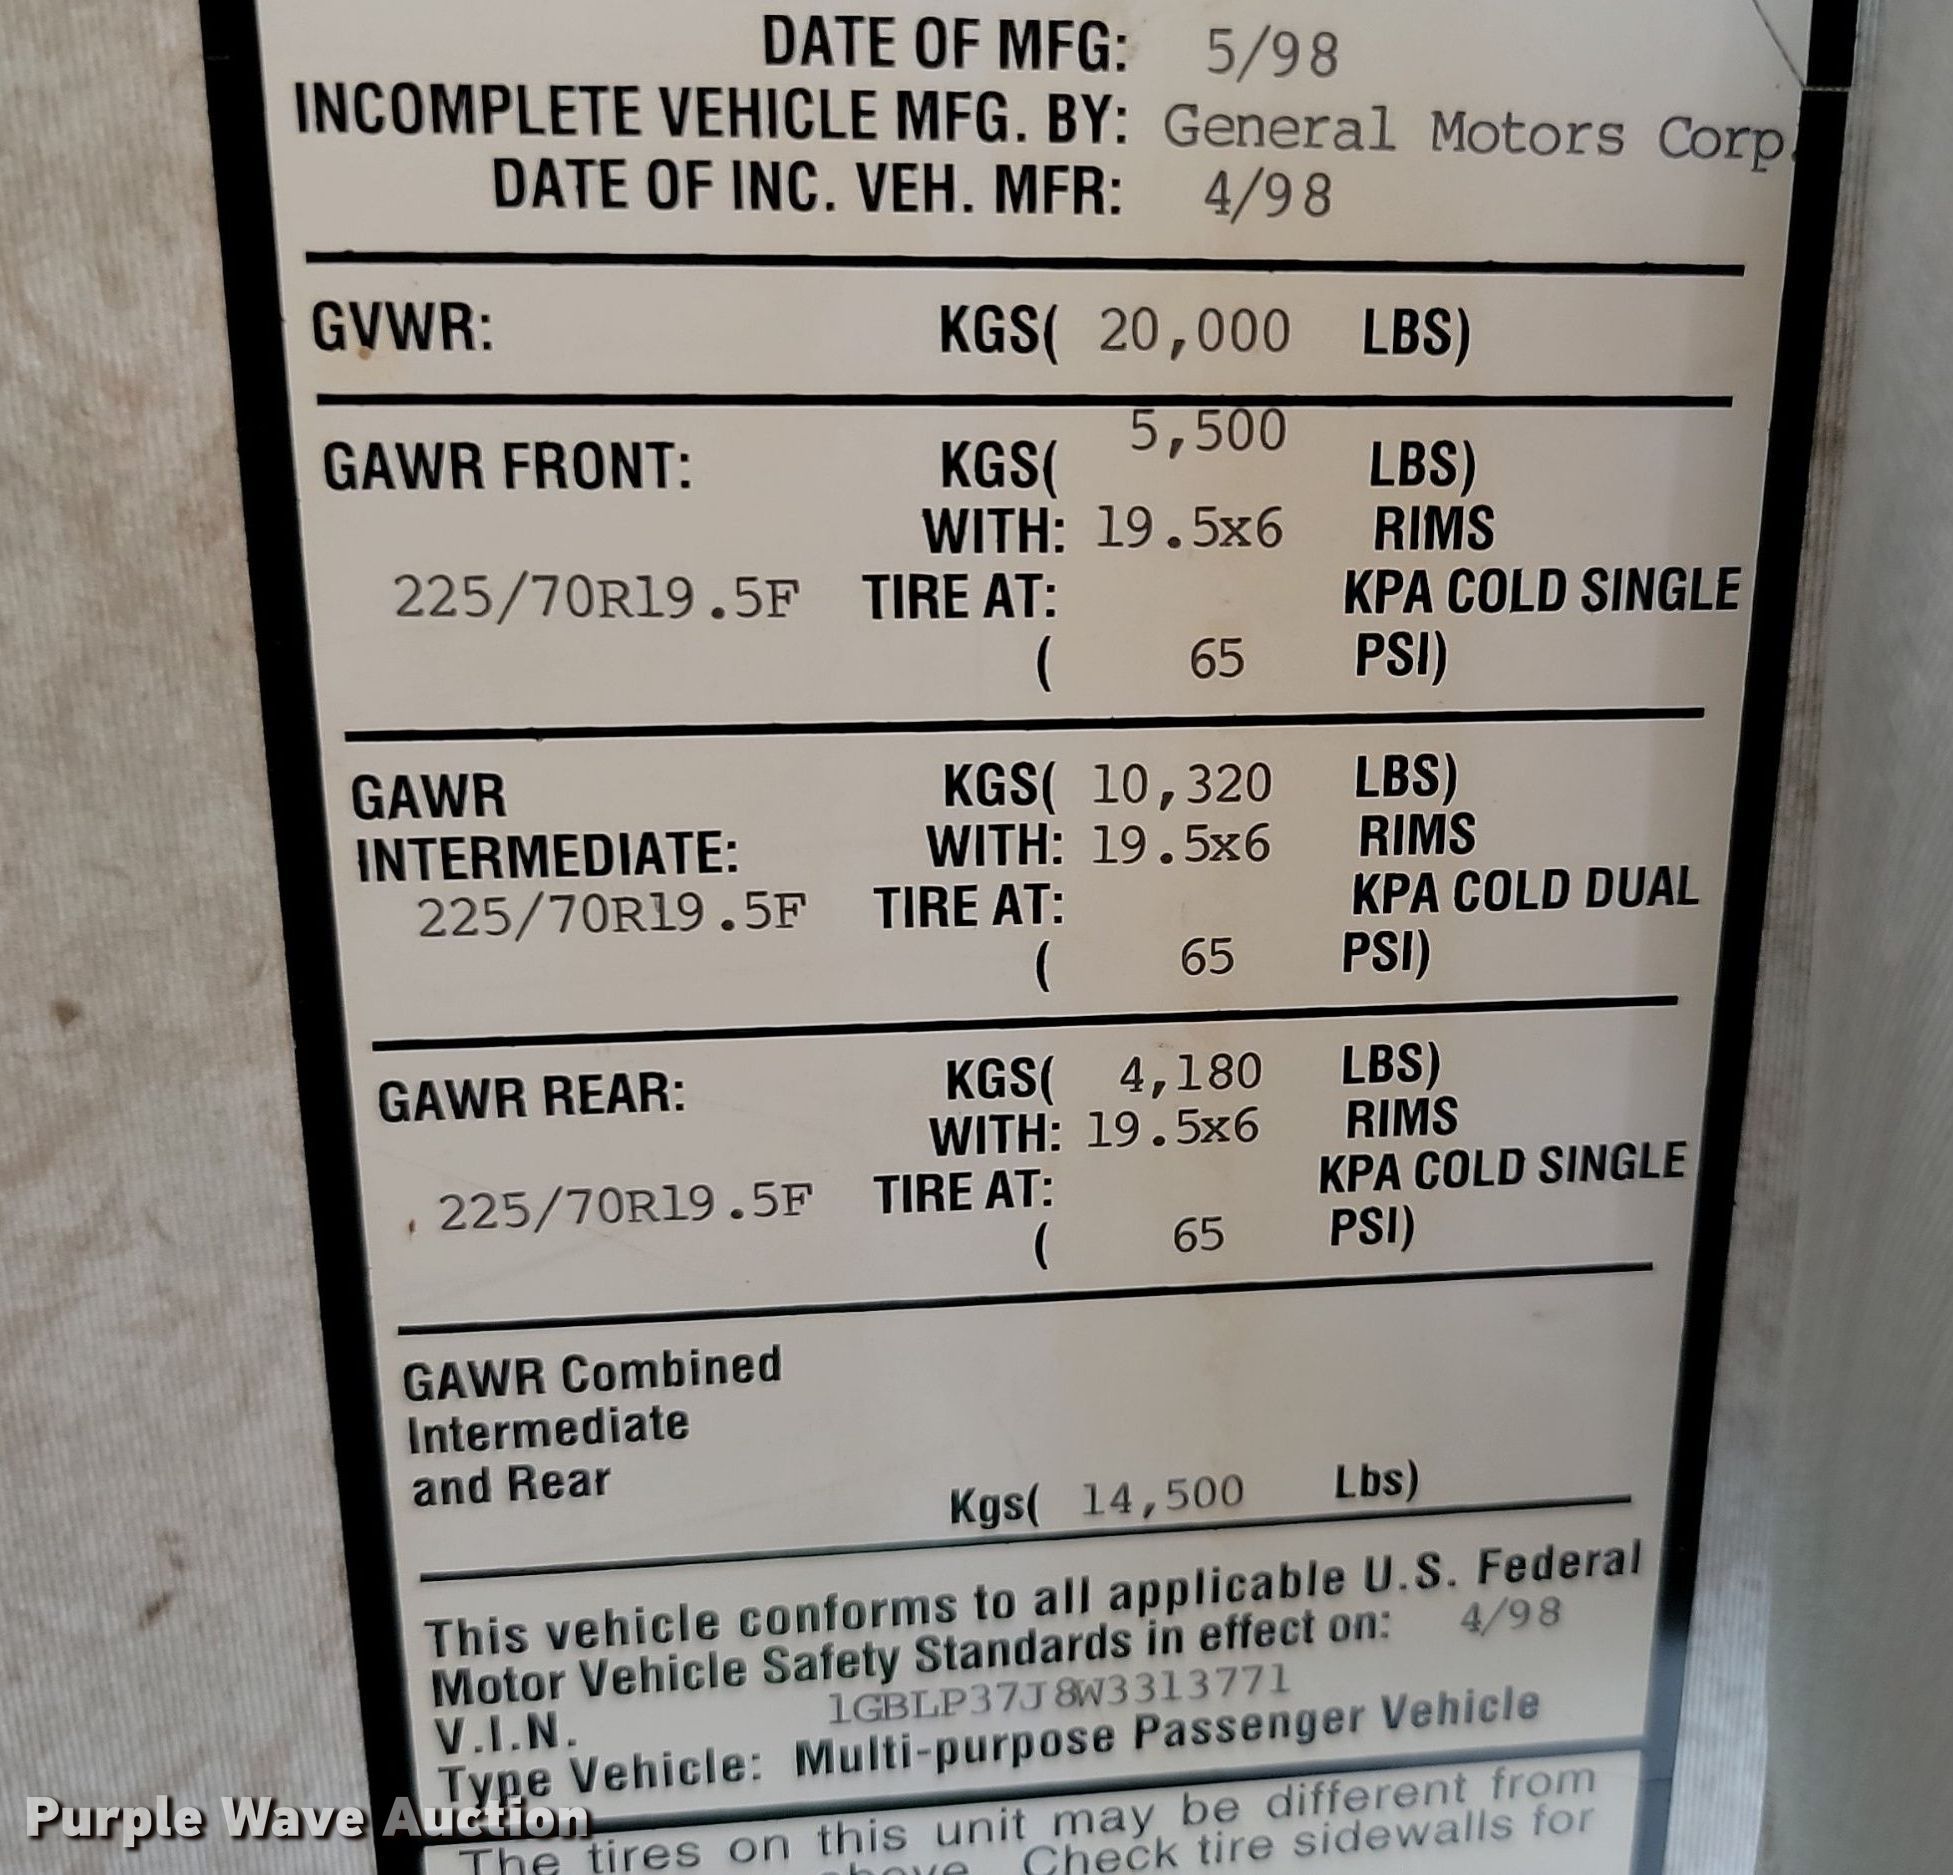 DATE OF MFG: 5/98
INCOMPLETE VEHICLE MFG. BY: General Motors Corp.
DATE OF INC. VEH. MFR: 4/98
GVWR: KGS( 20,000 LBS)
GAWR FRONT: KGS( 5,500 LBS)
WITH: 19.5x6 RIMS
225/70R19.5F TIRE AT: KPA COLD SINGLE
( 65 PSI)
GAWR KGS( 10,320 LBS)
INTERMEDIATE: WITH: 19.5x6 RIMS
225/70R19.5F TIRE AT: KPA COLD DUAL
( 65 PSI)
GAWR REAR: KGS( 4,180 LBS)
WITH: 19.5x6 RIMS
225/70R19.5F TIRE AT: KPA COLD SINGLE
( 65 PSI)
GAWR Combined
Intermediate
and Rear Kgs( 14,500 Lbs)
This vehicle conforms to all applicable U.S. Federal
Motor Vehicle Safety Standards in effect on: 4/98
V.I.N. 1GBLP37J8W3313771
Type Vehicle: Multi-purpose Passenger Vehicle
The tires on this unit may be different from
above. Check tire sidewalls for
Purple Wave Auction